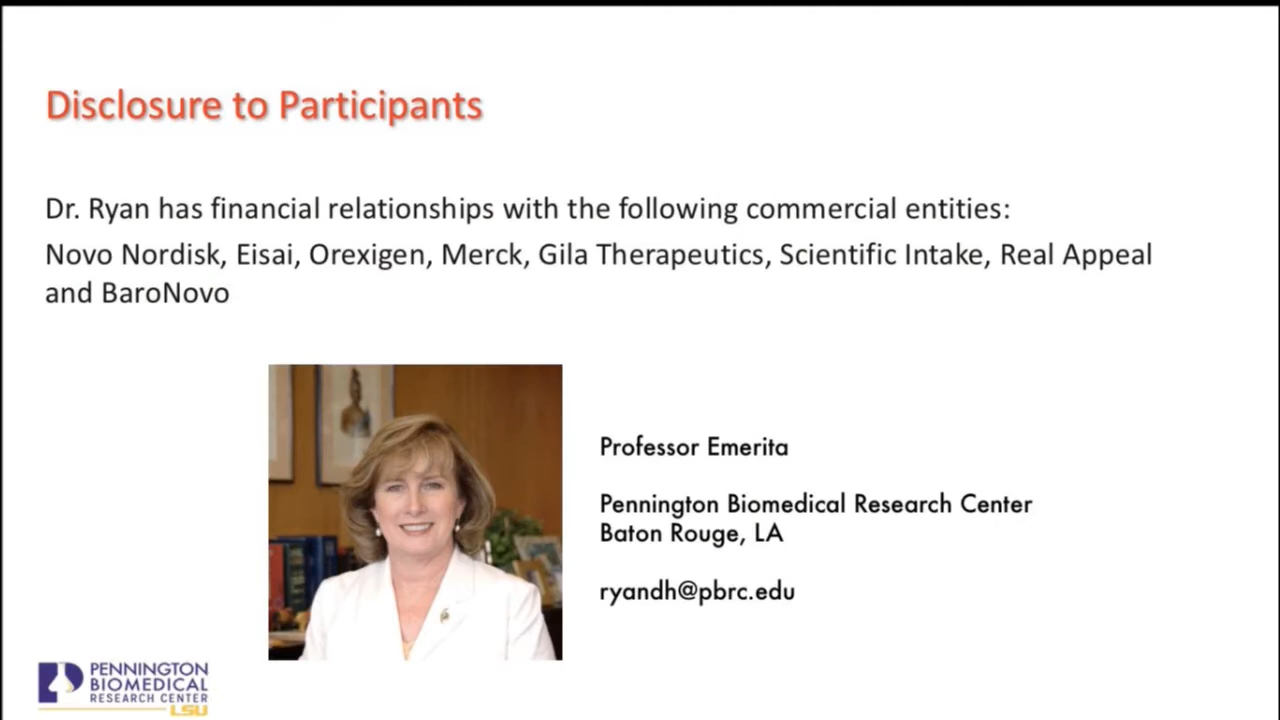 Disclosure to Participants
Dr. Ryan has financial relationships with the following commercial entities:
Novo Nordisk, Eisai, Orexigen, Merck, Gila Therapeutics, Scientific Intake, Real Appeal
and BaroNovo
Professor Emerita
Pennington Biomedical Research Center
Baton Rouge, LA
ryandh@pbrc.edu
PENNINGTON
BIOMEDICAL
RESEARCH CENTER
LSU